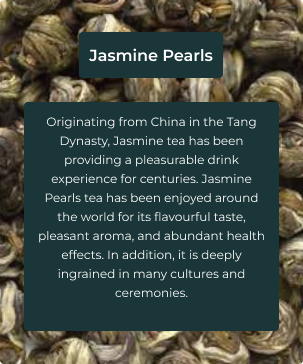 Jasmine Pearls
Originating from China in the Tang
Dynasty, Jasmine tea has been
providing a pleasurable drink
experience for centuries. Jasmine
Pearls tea has been enjoyed around
the world for its flavourful taste,
pleasant aroma, and abundant health
effects. In addition, it is deeply
ingrained in many cultures and
ceremonies.